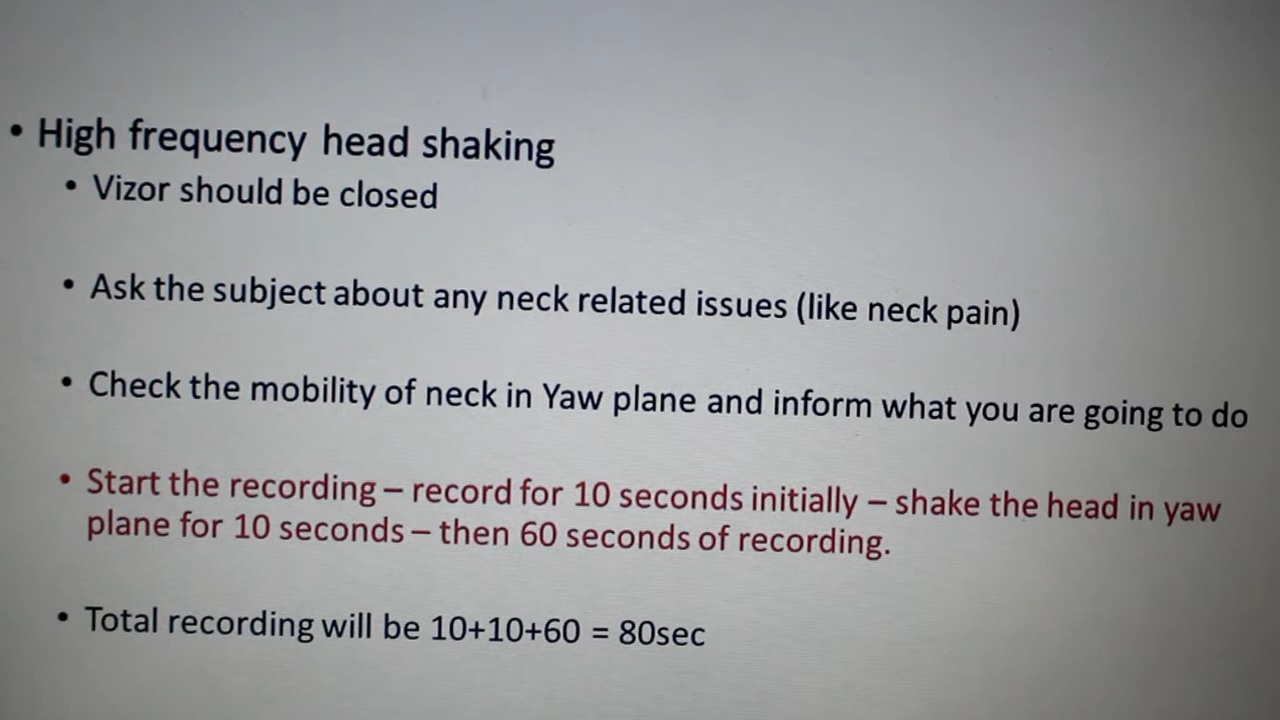 • High frequency head shaking
• Vizor should be closed
• Ask the subject about any neck related issues (like neck pain)
• Check the mobility of neck in Yaw plane and inform what you are going to do
• Start the recording – record for 10 seconds initially – shake the head in yaw
plane for 10 seconds – then 60 seconds of recording.
• Total recording will be 10+10+60 = 80sec